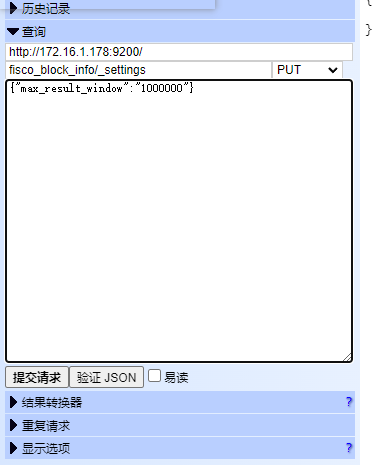 历史记录
查询
http://172.16.1.178:9200/
fisco_block_info/_settings PUT
{"max_result_window":"1000000"}
提交请求 验证 JSON 易读
结果转换器 ?
重复请求
显示选项 ?
{
}